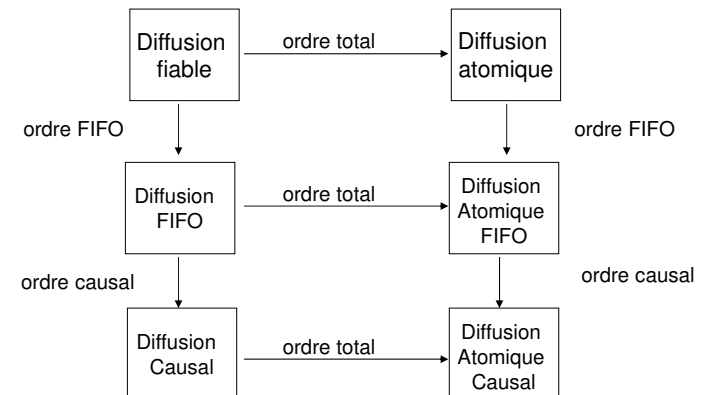 Diffusion
fiable
ordre total
Diffusion
atomique
ordre FIFO
ordre FIFO
Diffusion
FIFO
ordre total
Diffusion
Atomique
FIFO
ordre causal
ordre causal
Diffusion
Causal
ordre total
Diffusion
Atomique
Causal